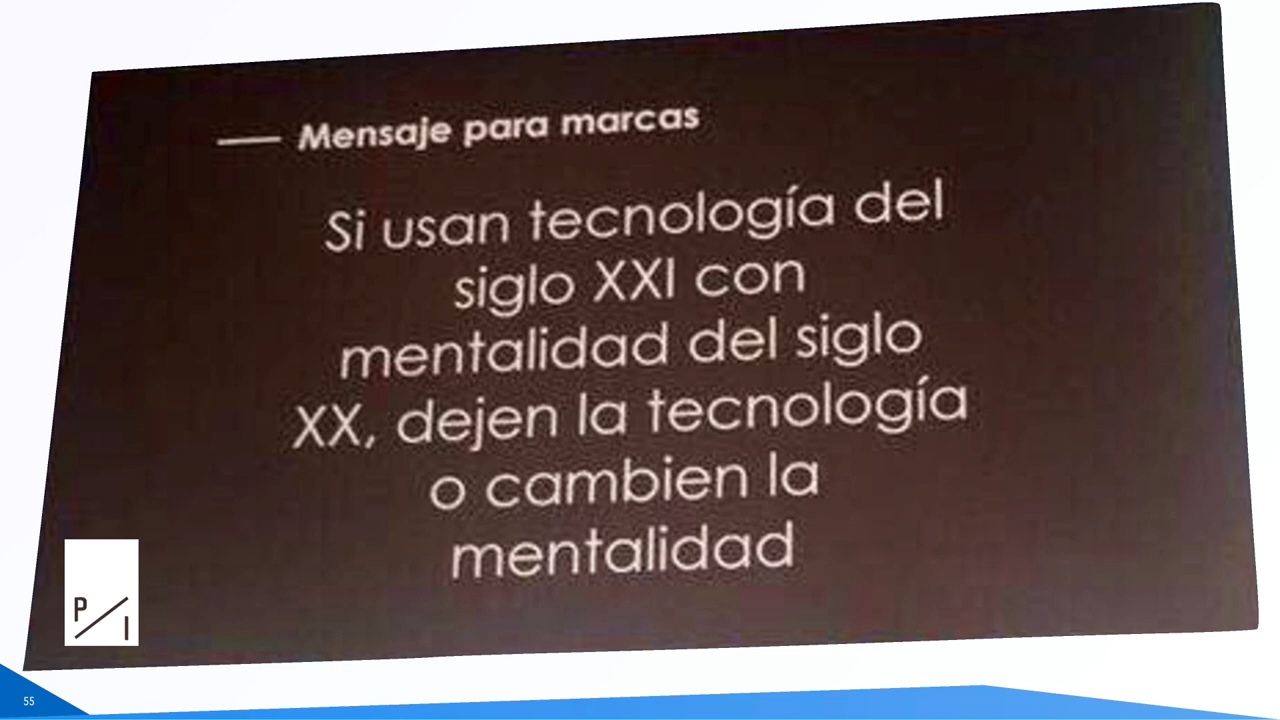 Mensaje para marcas
Si usan tecnología del
siglo XXI con
mentalidad del siglo
XX, dejen la tecnología
o cambien la
mentalidad
P/I
55